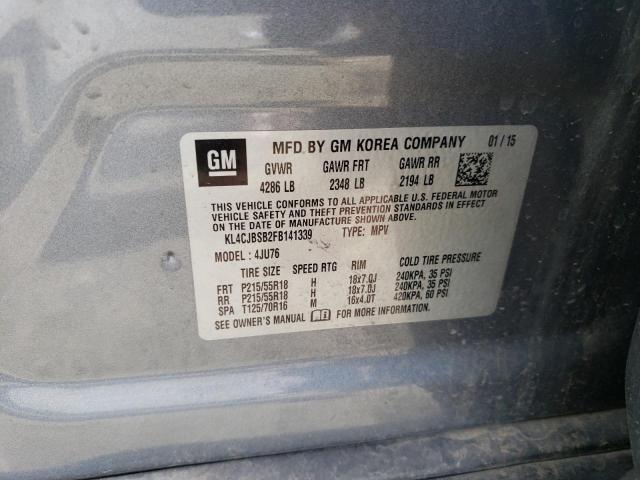 GM
MFD BY GM KOREA COMPANY 01 / 15
GVWR GAWR FRT GAWR RR
4286 LB 2348 LB 2194 LB
THIS VEHICLE CONFORMS TO ALL APPLICABLE U.S. FEDERAL MOTOR
VEHICLE SAFETY AND THEFT PREVENTION STANDARDS IN EFFECT
ON THE DATE OF MANUFACTURE SHOWN ABOVE.
KL4CJBSB2FB141339 TYPE: MPV
MODEL: 4JU76
TIRE SIZE SPEED RTG RIM COLD TIRE PRESSURE
FRT P215/55R18 H 18x7.0J 240KPA, 35 PSI
RR P215/55R18 H 18x7.0J 240KPA, 35 PSI
SPA T125/70R16 M 16x4.0T 420KPA, 60 PSI
SEE OWNER'S MANUAL FOR MORE INFORMATION.